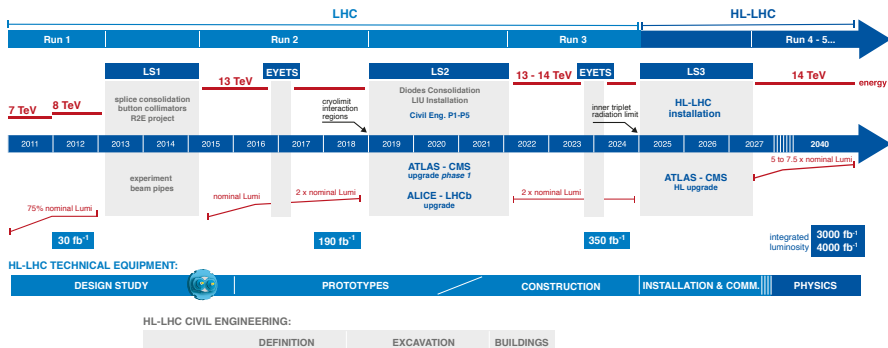 LHC
HL-LHC
Run 1
Run 2
Run 3
Run 4 - 5...
LS1
EYETS
LS2
EYETS
LS3
13 TeV
13 - 14 TeV
14 TeV
energy
7 TeV
8 TeV
splice consolidation
button collimators
R2E project
cryolimit
interaction
regions
Diodes Consolidation
LIU Installation
Civil Eng. P1-P5
inner triplet
radiation limit
HL-LHC
installation
2011
2012
2013
2014
2015
2016
2017
2018
2019
2020
2021
2022
2023
2024
2025
2026
2027
2040
5 to 7.5 x nominal Lumi
experiment
beam pipes
ATLAS - CMS
upgrade phase 1
ALICE - LHCb
upgrade
ATLAS - CMS
HL upgrade
75% nominal Lumi
nominal Lumi
2 x nominal Lumi
2 x nominal Lumi
30 fb-1
190 fb-1
350 fb-1
integrated
luminosity
3000 fb-1
4000 fb-1
HL-LHC TECHNICAL EQUIPMENT:
DESIGN STUDY
PROTOTYPES
CONSTRUCTION
INSTALLATION & COMM.
PHYSICS
HL-LHC CIVIL ENGINEERING:
DEFINITION
EXCAVATION
BUILDINGS